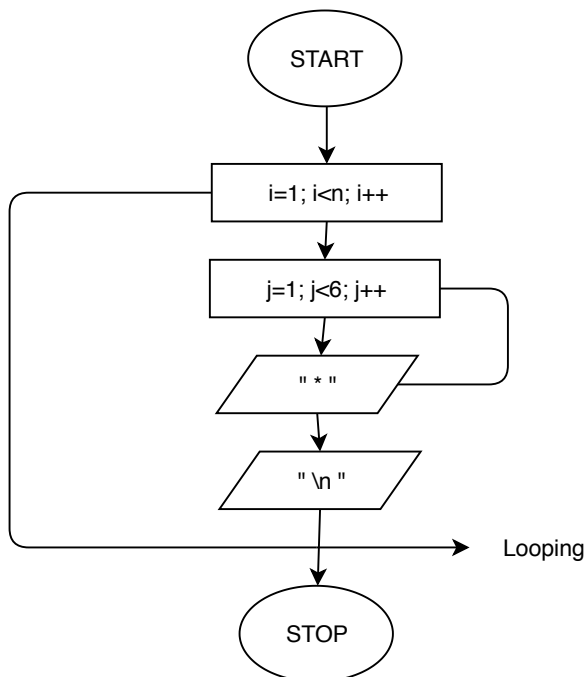 START
i=1; i<n; i++
j=1; j<6; j++
" * "
" \n "
Looping
STOP